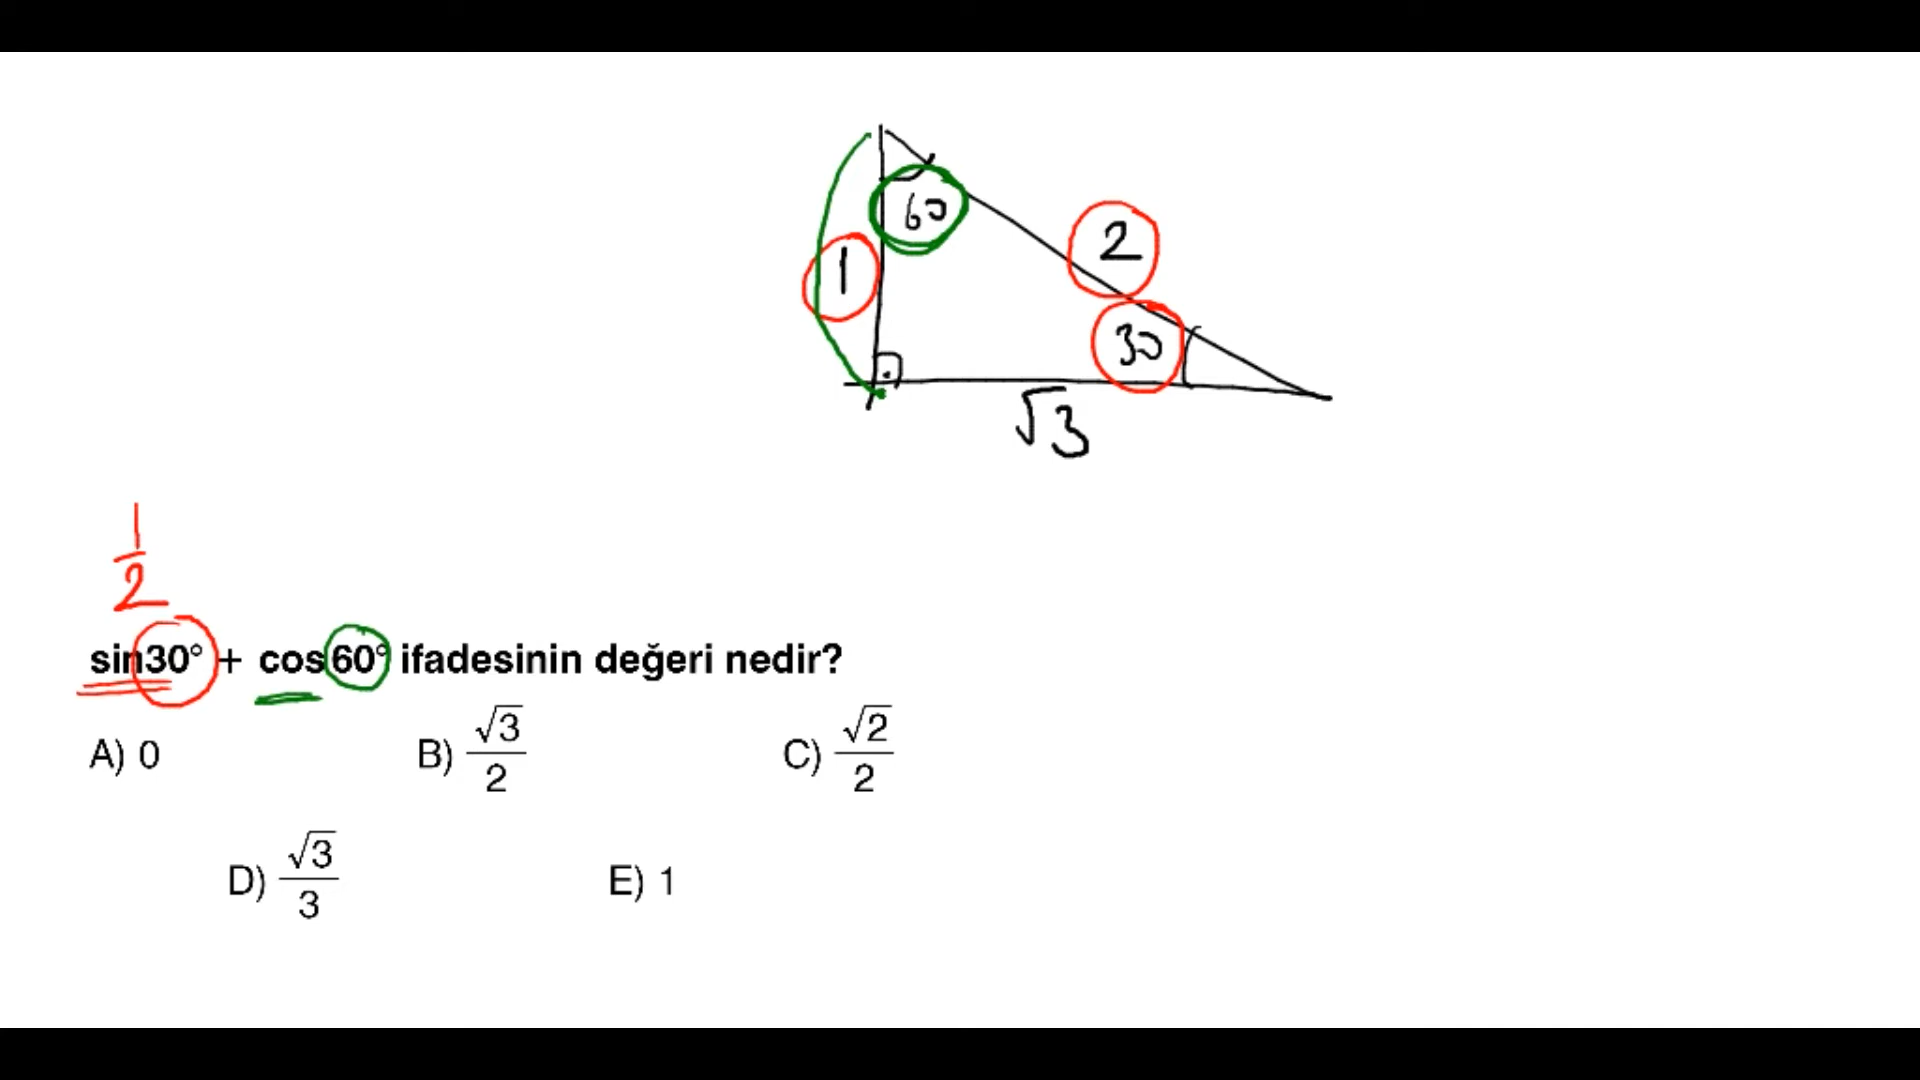 60
2
1
30
√3
1
2
sin30° + cos60° ifadesinin değeri nedir?
A) 0 B) √3/2 C) √2/2
D) √3/3 E) 1